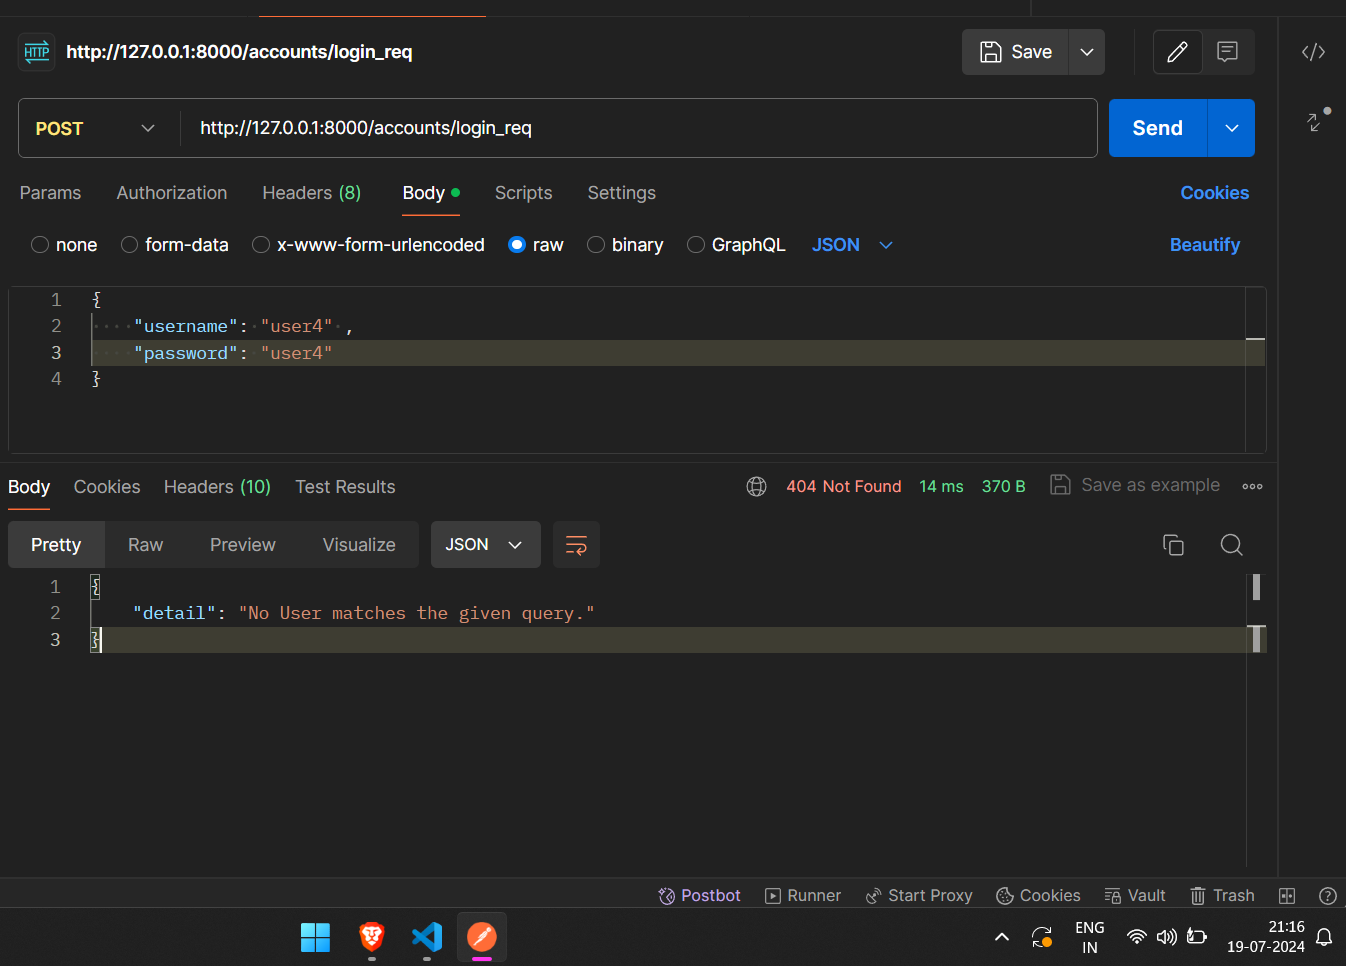 HTTP http://127.0.0.1:8000/accounts/login_req Save
POST http://127.0.0.1:8000/accounts/login_req Send
Params Authorization Headers (8) Body Scripts Settings Cookies
none form-data x-www-form-urlencoded raw binary GraphQL JSON Beautify
1 {
2 "username": "user4" ,
3 "password": "user4"
4 }
Body Cookies Headers (10) Test Results 404 Not Found 14 ms 370 B Save as example
Pretty Raw Preview Visualize JSON
1 {
2 "detail": "No User matches the given query."
3 }
Postbot Runner Start Proxy Cookies Vault Trash
ENG 21:16
IN 19-07-2024